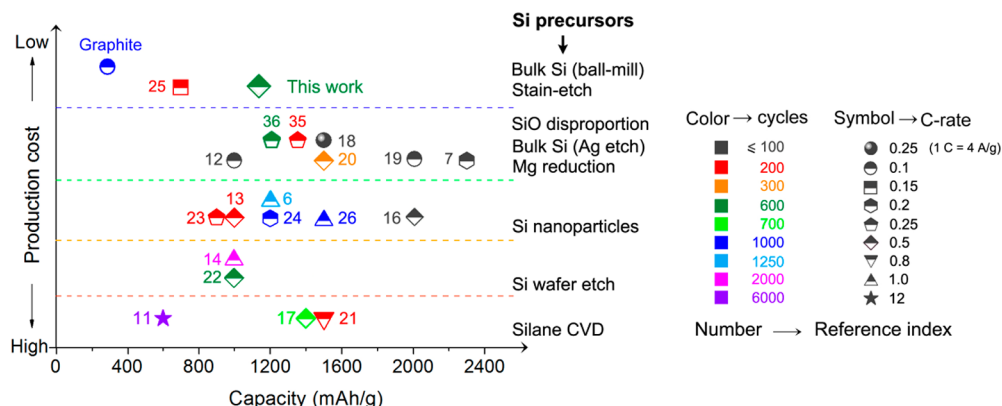 Si precursors
Low
Graphite
25
This work
Bulk Si (ball-mill)
Stain-etch
36
35
18
12
20
19
7
SiO disproportion
Bulk Si (Ag etch)
Mg reduction
13
6
23
24
26
16
Si nanoparticles
14
22
Si wafer etch
11
17
21
Silane CVD
High
Production cost
0
400
800
1200
1600
2000
2400
Capacity (mAh/g)
Color → cycles
⩽ 100
200
300
600
700
1000
1250
2000
6000
Symbol → C-rate
0.25 (1 C = 4 A/g)
0.1
0.15
0.2
0.25
0.5
0.8
1.0
12
Number → Reference index